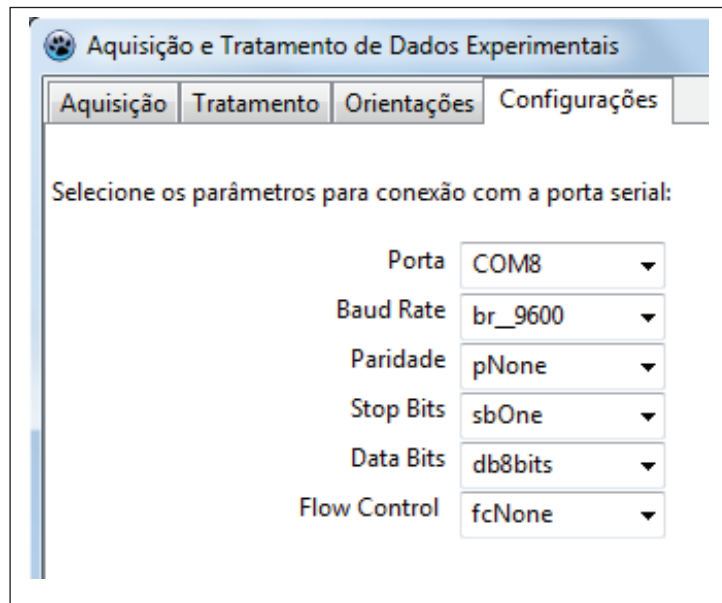 Aquisição e Tratamento de Dados Experimentais
Aquisição Tratamento Orientações Configurações
Selecione os parâmetros para conexão com a porta serial:
Porta COM8
Baud Rate br__9600
Paridade pNone
Stop Bits sbOne
Data Bits db8bits
Flow Control fcNone